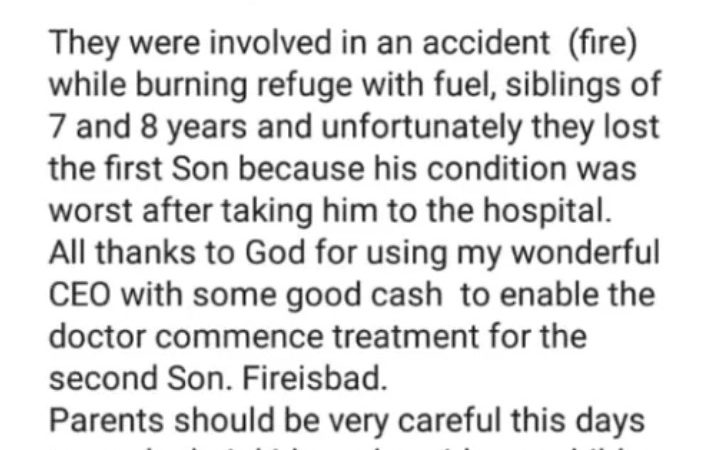 They were involved in an accident  (fire)
while burning refuge with fuel, siblings of
7 and 8 years and unfortunately they lost
the first Son because his condition was
worst after taking him to the hospital.
All thanks to God for using my wonderful
CEO with some good cash  to enable the
doctor commence treatment for the
second Son. Fireisbad.
Parents should be very careful this days